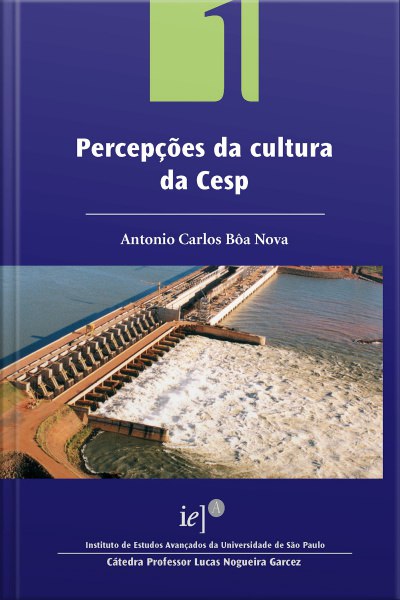 1
Percepções da cultura
da Cesp
Antonio Carlos Bôa Nova
ie]A
Instituto de Estudos Avançados da Universidade de São Paulo
Cátedra Professor Lucas Nogueira Garcez